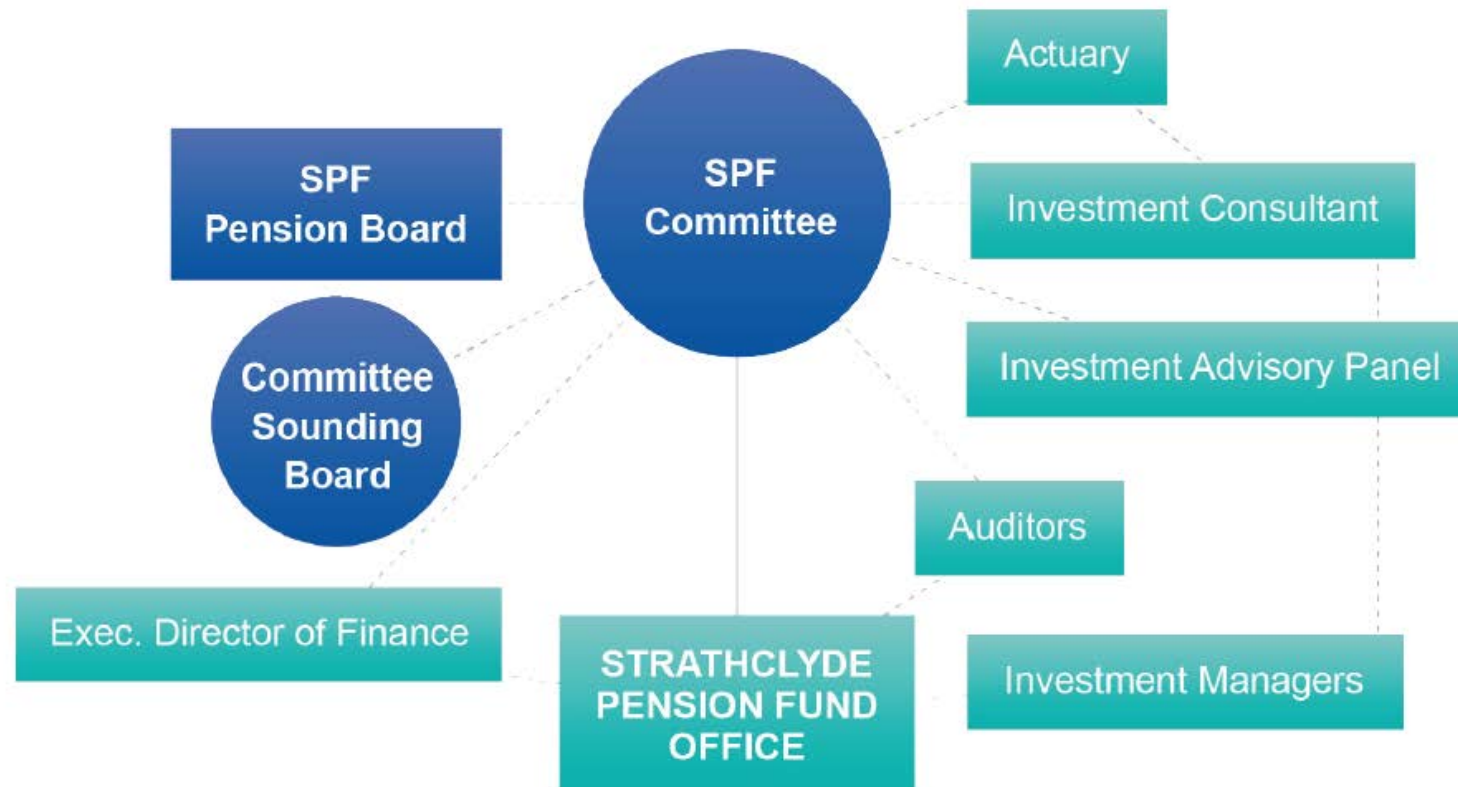 Actuary
SPF
Pension Board
SPF
Committee
Investment Consultant
Investment Advisory Panel
Committee
Sounding
Board
Auditors
Exec. Director of Finance
STRATHCLYDE
PENSION FUND
OFFICE
Investment Managers